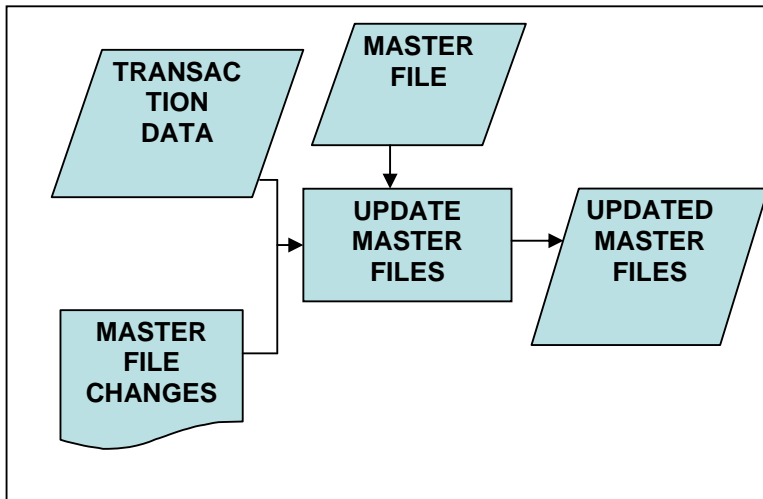 TRANSAC
TION
DATA
MASTER
FILE
UPDATE
MASTER
FILES
UPDATED
MASTER
FILES
MASTER
FILE
CHANGES